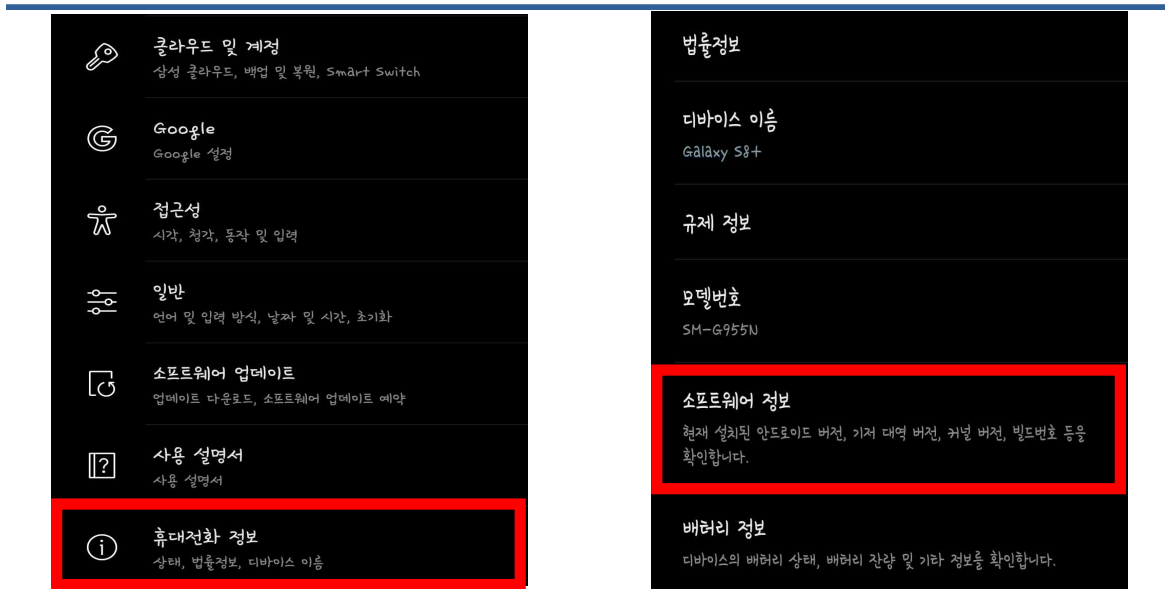 클라우드 및 계정
삼성 클라우드, 백업 및 복원, Smart Switch
Google
Google 설정
접근성
시각, 청각, 동작 및 입력
일반
언어 및 입력 방식, 날짜 및 시간, 초기화
소프트웨어 업데이트
업데이트 다운로드, 소프트웨어 업데이트 예약
사용 설명서
사용 설명서
휴대전화 정보
상태, 법률정보, 디바이스 이름
법률정보
디바이스 이름
Galaxy S8+
규제 정보
모델번호
SM-G955N
소프트웨어 정보
현재 설치된 안드로이드 버전, 기저 대역 버전, 커널 버전, 빌드번호 등을
확인합니다.
배터리 정보
디바이스의 배터리 상태, 배터리 잔량 및 기타 정보를 확인합니다.